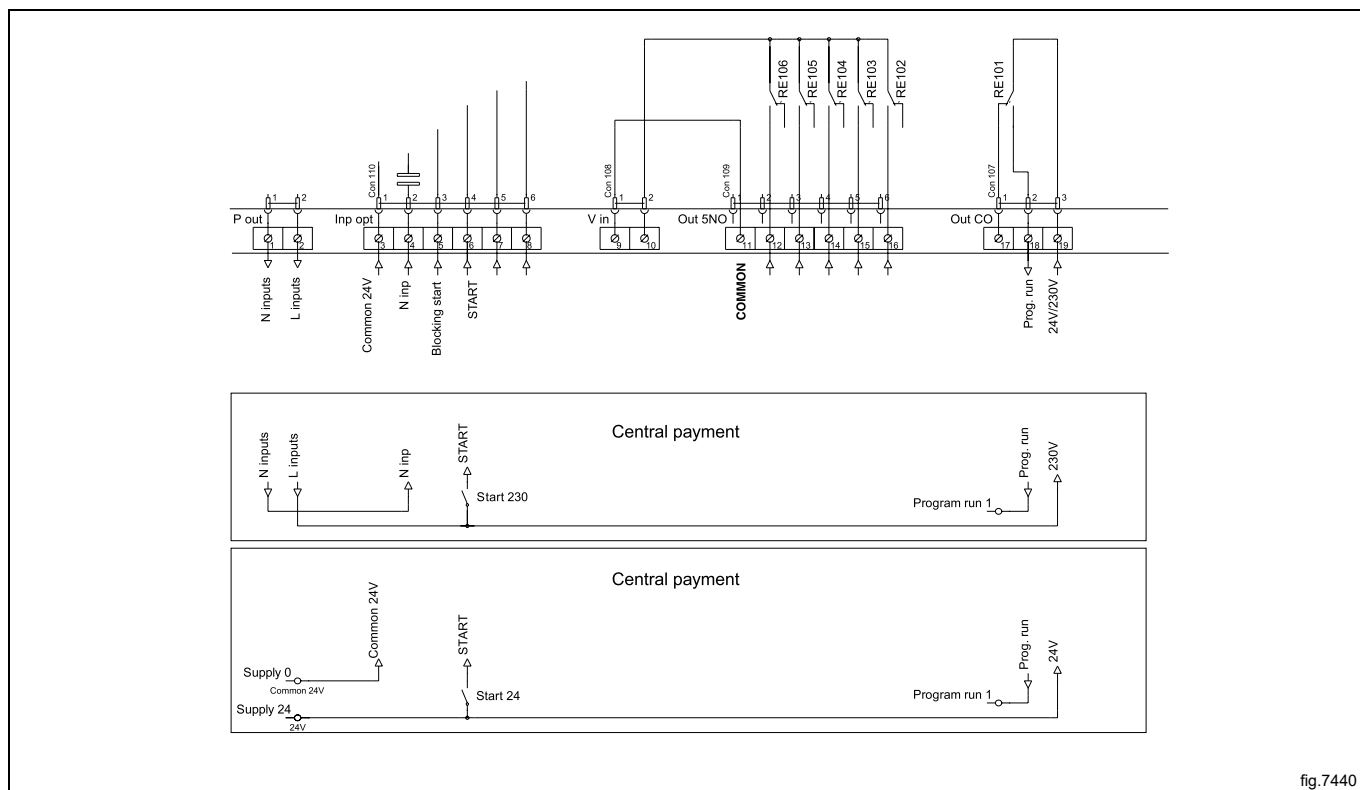 RE106
RE105
RE104
RE103
RE102
RE101
Con 110
Con 108
Con 109
Con 107
1 2
1 2 3 4 5 6
1 2
1 2 3 4 5 6
1 2 3
P out
Inp opt
V in
Out 5NO
Out CO
1 2
3 4 5 6 7 8
9 10
11 12 13 14 15 16
17 18 19
N inputs
L inputs
Common 24V
N inp
Blocking start
START
COMMON
Prog. run
24V/230V
Central payment
N inputs
L inputs
N inp
START
Start 230
Program run 1
Prog. run
230V
Central payment
Supply 0
Common 24V
Supply 24
24V
Common 24V
START
Start 24
Program run 1
Prog. run
24V
fig.7440